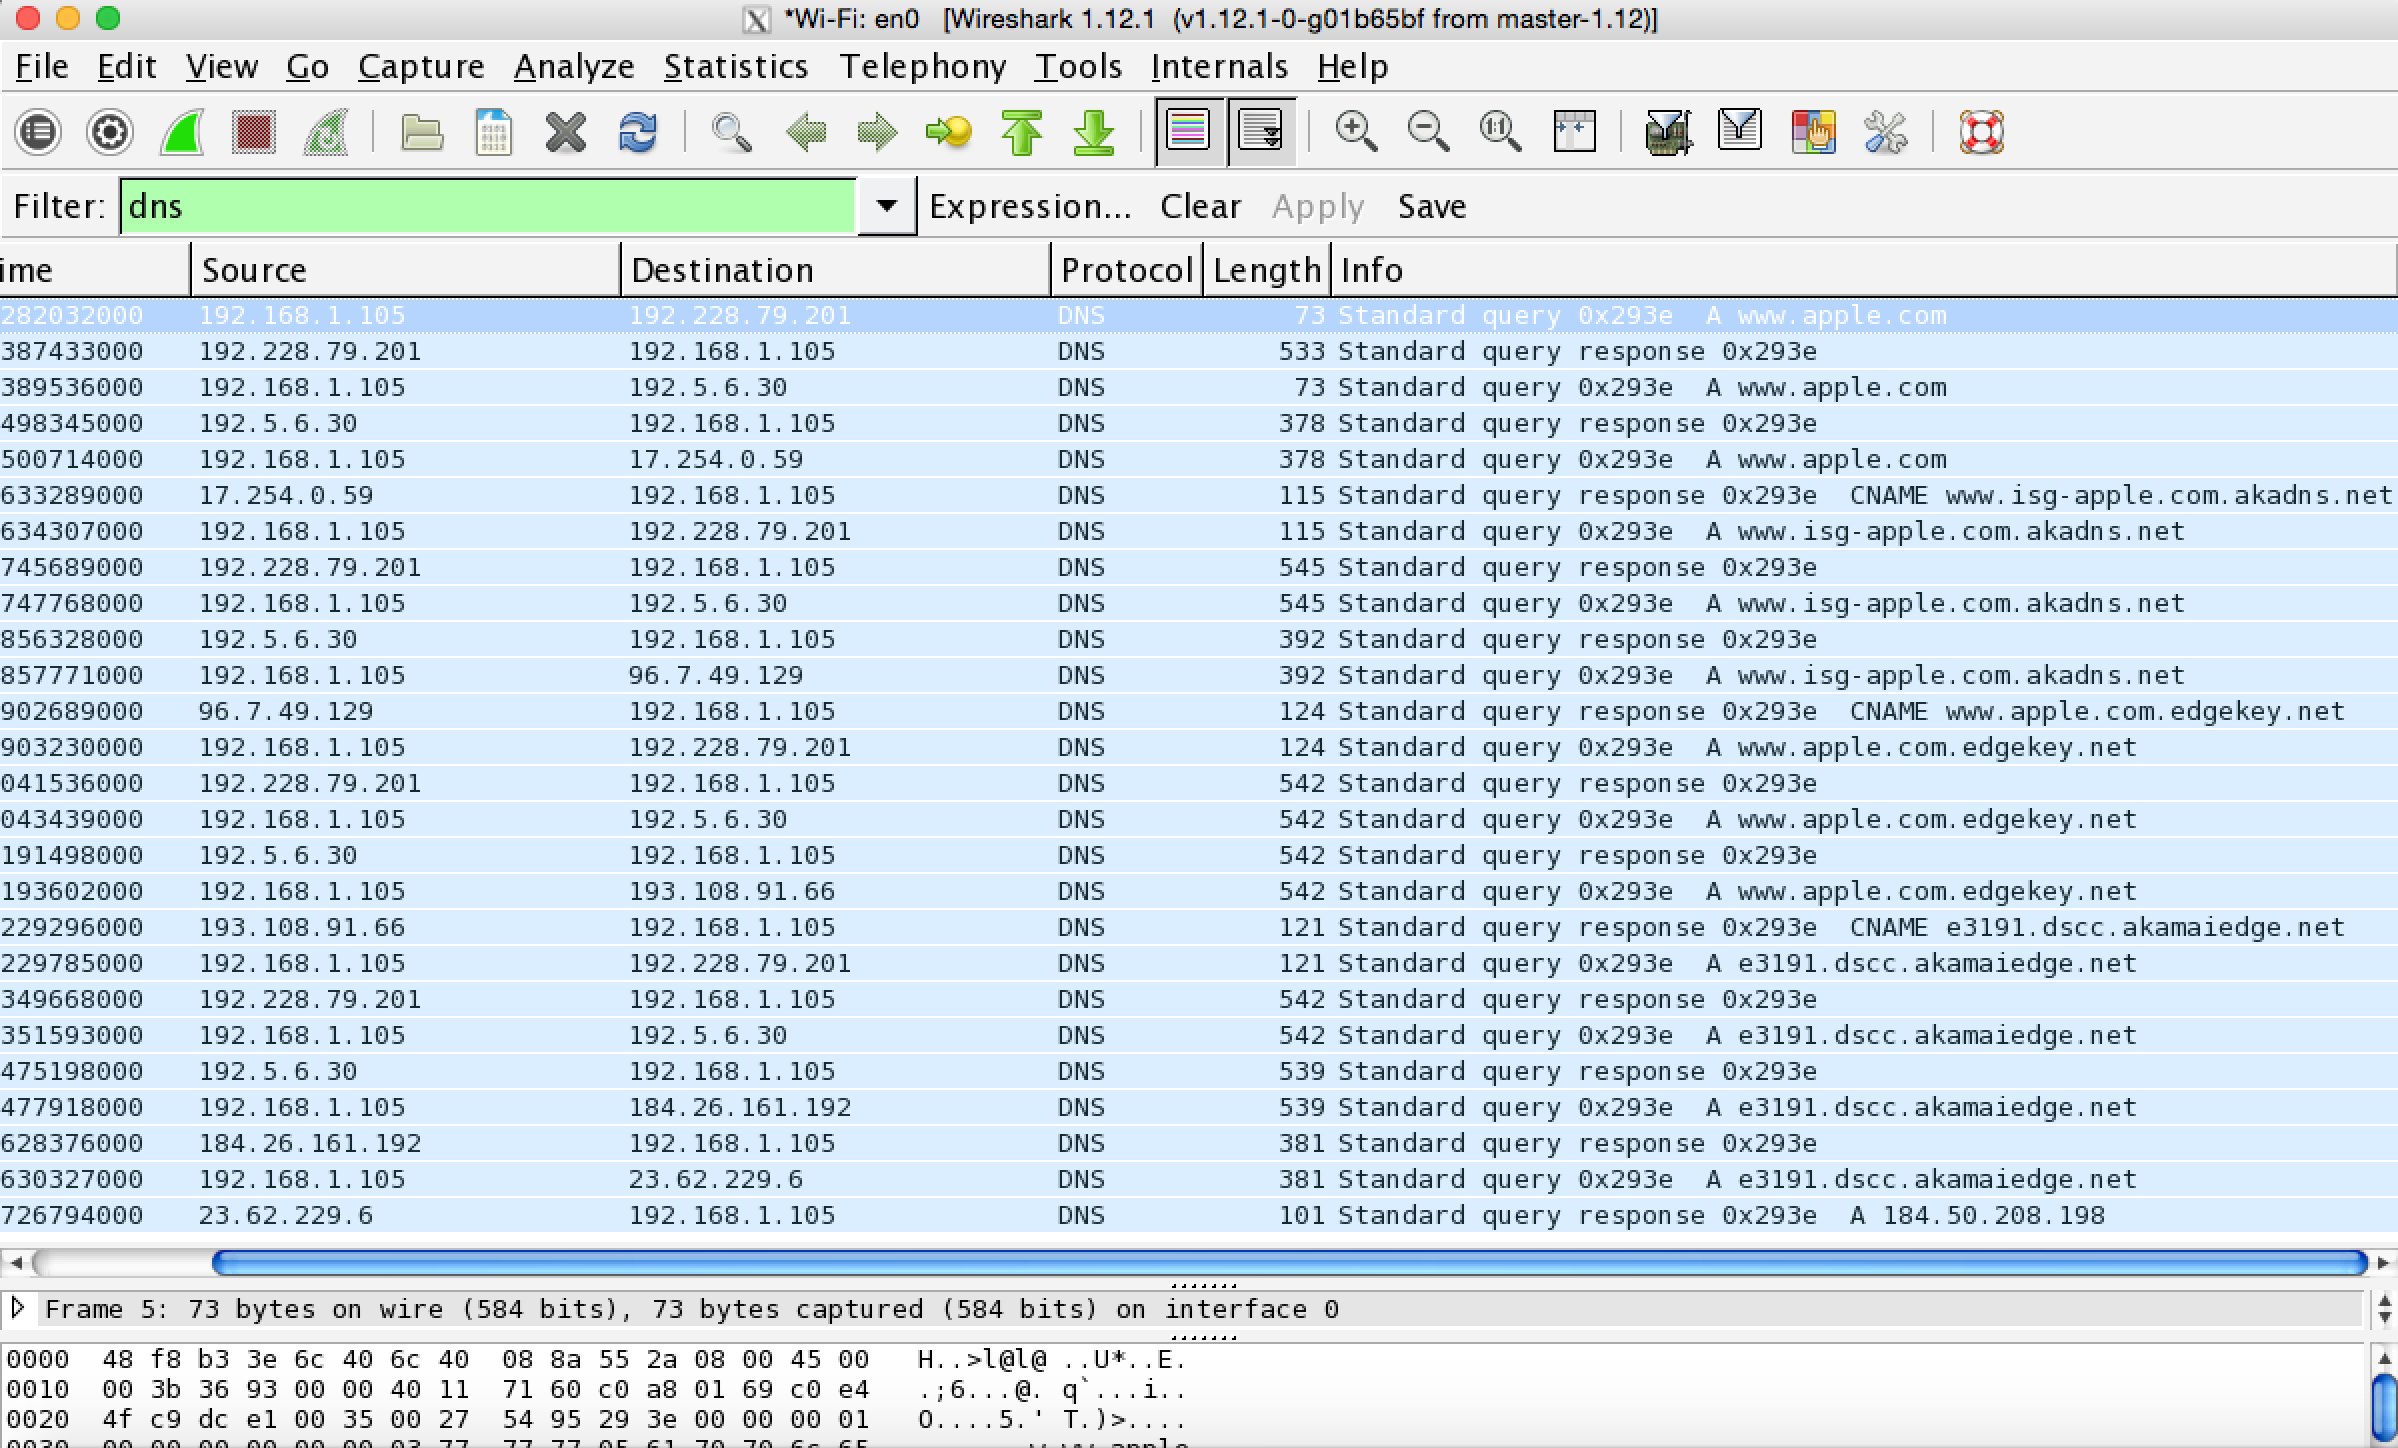 *Wi-Fi: en0   [Wireshark 1.12.1  (v1.12.1-0-g01b65bf from master-1.12)]
File Edit View Go Capture Analyze Statistics Telephony Tools Internals Help
Filter: dns Expression... Clear Apply Save
ime Source Destination Protocol Length Info
282032000 192.168.1.105 192.228.79.201 DNS 73 Standard query 0x293e  A www.apple.com
387433000 192.228.79.201 192.168.1.105 DNS 533 Standard query response 0x293e
389536000 192.168.1.105 192.5.6.30 DNS 73 Standard query 0x293e  A www.apple.com
498345000 192.5.6.30 192.168.1.105 DNS 378 Standard query response 0x293e
500714000 192.168.1.105 17.254.0.59 DNS 378 Standard query 0x293e  A www.apple.com
633289000 17.254.0.59 192.168.1.105 DNS 115 Standard query response 0x293e  CNAME www.isg-apple.com.akadns.net
634307000 192.168.1.105 192.228.79.201 DNS 115 Standard query 0x293e  A www.isg-apple.com.akadns.net
745689000 192.228.79.201 192.168.1.105 DNS 545 Standard query response 0x293e
747768000 192.168.1.105 192.5.6.30 DNS 545 Standard query 0x293e  A www.isg-apple.com.akadns.net
856328000 192.5.6.30 192.168.1.105 DNS 392 Standard query response 0x293e
857771000 192.168.1.105 96.7.49.129 DNS 392 Standard query 0x293e  A www.isg-apple.com.akadns.net
902689000 96.7.49.129 192.168.1.105 DNS 124 Standard query response 0x293e  CNAME www.apple.com.edgekey.net
903230000 192.168.1.105 192.228.79.201 DNS 124 Standard query 0x293e  A www.apple.com.edgekey.net
041536000 192.228.79.201 192.168.1.105 DNS 542 Standard query response 0x293e
043439000 192.168.1.105 192.5.6.30 DNS 542 Standard query 0x293e  A www.apple.com.edgekey.net
191498000 192.5.6.30 192.168.1.105 DNS 542 Standard query response 0x293e
193602000 192.168.1.105 193.108.91.66 DNS 542 Standard query 0x293e  A www.apple.com.edgekey.net
229296000 193.108.91.66 192.168.1.105 DNS 121 Standard query response 0x293e  CNAME e3191.dscc.akamaiedge.net
229785000 192.168.1.105 192.228.79.201 DNS 121 Standard query 0x293e  A e3191.dscc.akamaiedge.net
349668000 192.228.79.201 192.168.1.105 DNS 542 Standard query response 0x293e
351593000 192.168.1.105 192.5.6.30 DNS 542 Standard query 0x293e  A e3191.dscc.akamaiedge.net
475198000 192.5.6.30 192.168.1.105 DNS 539 Standard query response 0x293e
477918000 192.168.1.105 184.26.161.192 DNS 539 Standard query 0x293e  A e3191.dscc.akamaiedge.net
628376000 184.26.161.192 192.168.1.105 DNS 381 Standard query response 0x293e
630327000 192.168.1.105 23.62.229.6 DNS 381 Standard query 0x293e  A e3191.dscc.akamaiedge.net
726794000 23.62.229.6 192.168.1.105 DNS 101 Standard query response 0x293e  A 184.50.208.198
Frame 5: 73 bytes on wire (584 bits), 73 bytes captured (584 bits) on interface 0
0000  48 f8 b3 3e 6c 40 6c 40  08 8a 55 2a 08 00 45 00   H..>l@l@ ..U*..E.
0010  00 3b 36 93 00 00 40 11  71 60 c0 a8 01 69 c0 e4   .;6...@. q`...i..
0020  4f c9 dc e1 00 35 00 27  54 95 29 3e 00 00 00 01   O....5.' T.)>....